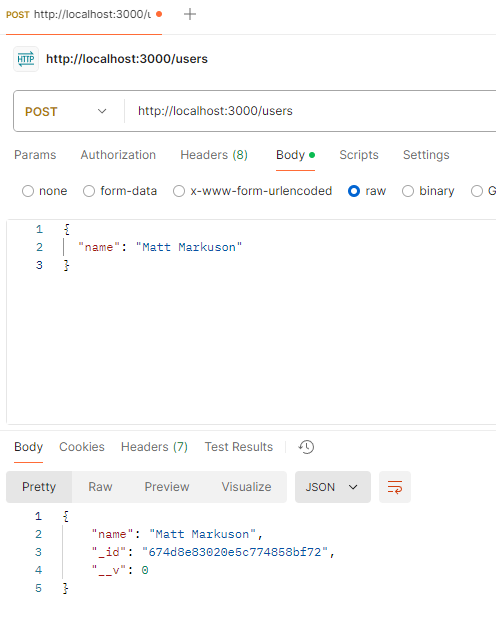 POST http://localhost:3000/u
HTTP http://localhost:3000/users
POST http://localhost:3000/users
Params Authorization Headers (8) Body Scripts Settings
none form-data x-www-form-urlencoded raw binary G
1 {
2 "name": "Matt Markuson"
3 }
Body Cookies Headers (7) Test Results
Pretty Raw Preview Visualize JSON
1 {
2 "name": "Matt Markuson",
3 "_id": "674d8e83020e5c774858bf72",
4 "__v": 0
5 }